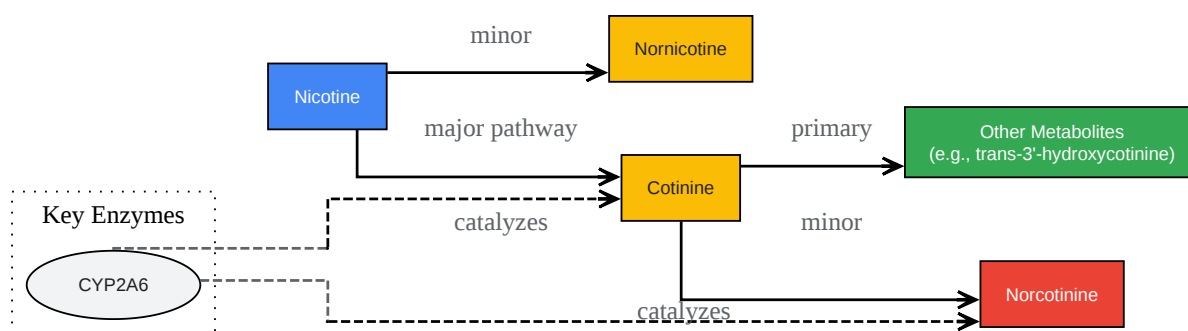 minor
Nornicotine
Nicotine
major pathway
primary
Other Metabolites
(e.g., trans-3'-hydroxycotinine)
Cotinine
Key Enzymes
catalyzes
minor
CYP2A6
Norcotinine
catalyzes